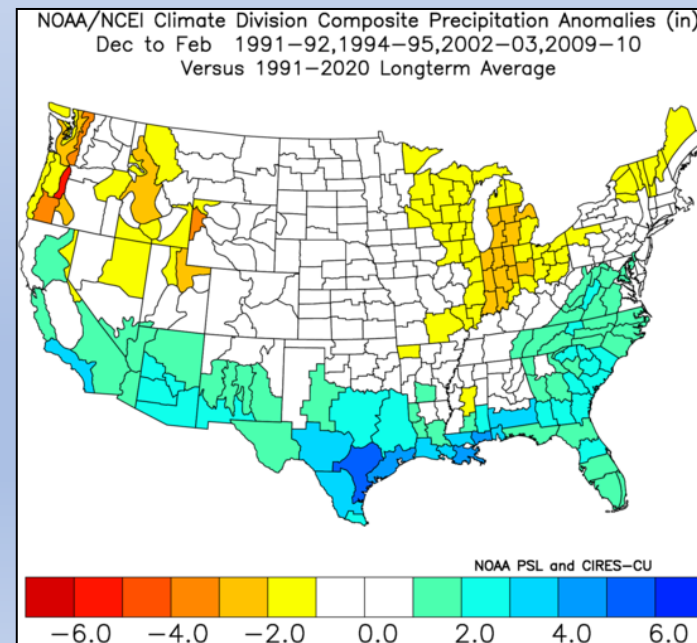 NOAA/NCEI Climate Division Composite Precipitation Anomalies (in)
Dec to Feb 1991-92,1994-95,2002-03,2009-10
Versus 1991-2020 Longterm Average
NOAA PSL and CIRES-CU
-6.0 -4.0 -2.0 0.0 2.0 4.0 6.0